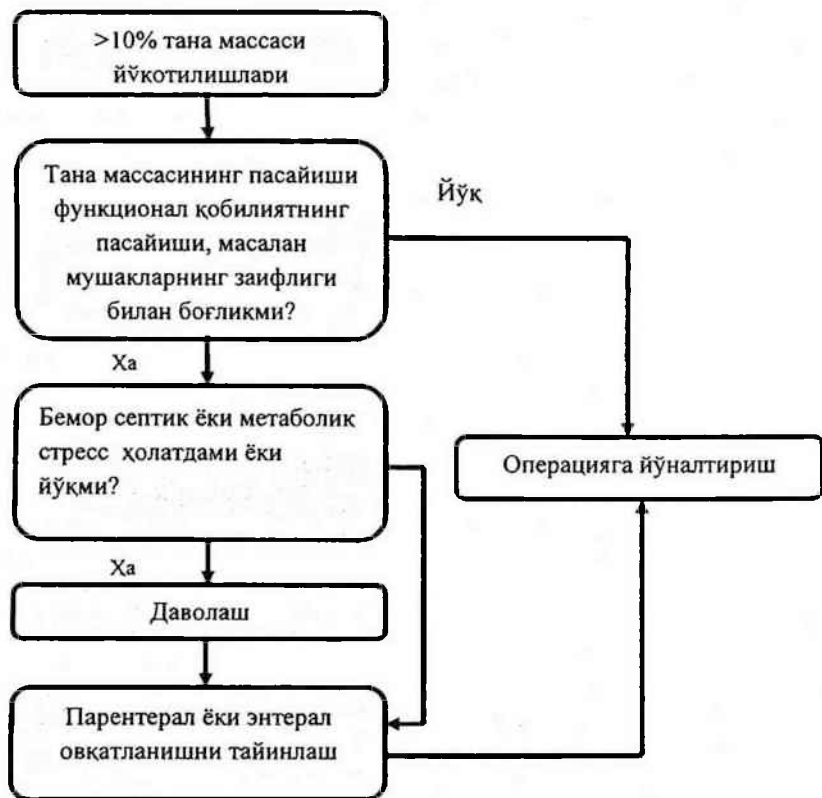 >10% тана массаси
йўқотилишлари
Тана массасининг пасайиши
функционал қобилиятнинг
пасайиши, масалан
мушакларнинг заифлиги
билан боғлиқми?
Йўқ
Ҳа
Бемор септик ёки метаболик
стресс ҳолатдами ёки
йўқми?
Операцияга йўналтириш
Ҳа
Даволаш
Парентерал ёки энтерал
овқатланишни тайинлаш